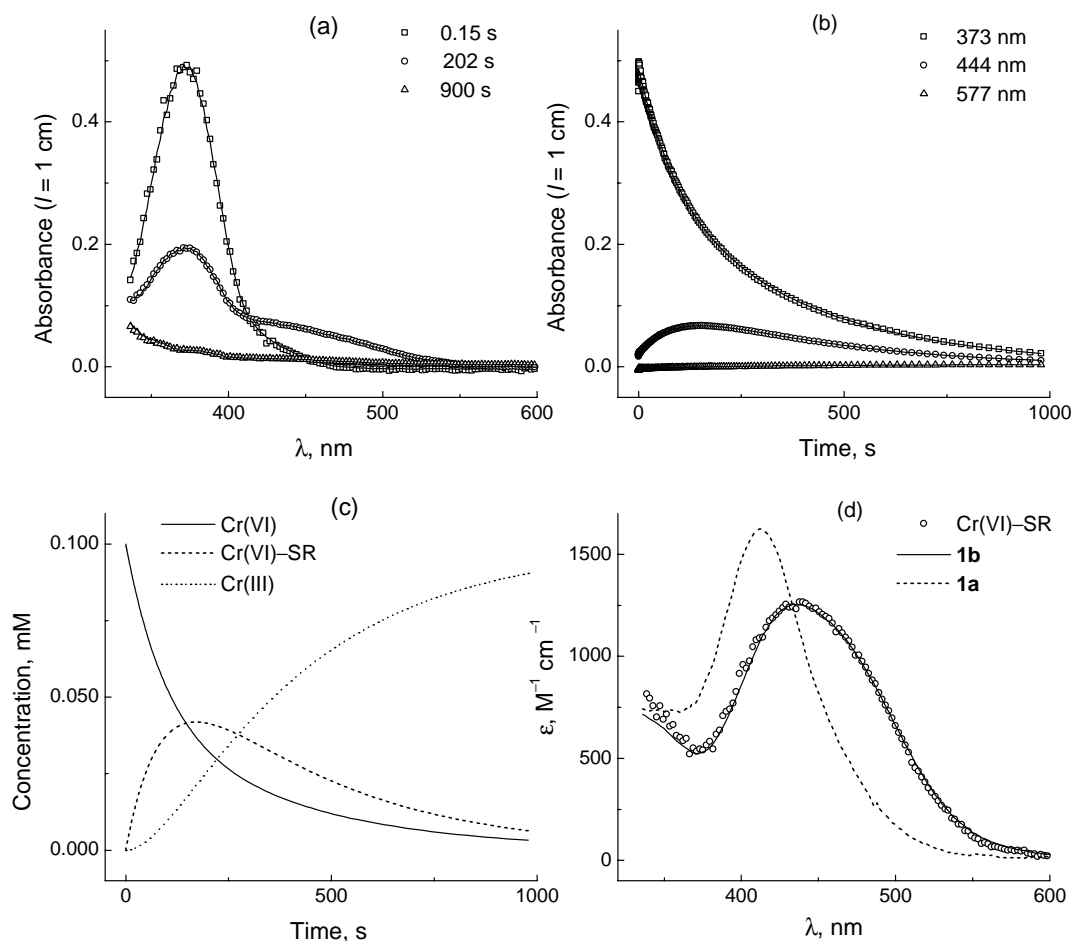 (a)
0.15 s
202 s
900 s
Absorbance (l = 1 cm)
0.4
0.2
0.0
400
500
600
λ, nm
(b)
373 nm
444 nm
577 nm
Absorbance (l = 1 cm)
0.4
0.2
0.0
0
500
1000
Time, s
(c)
Cr(VI)
Cr(VI)–SR
Cr(III)
Concentration, mM
0.100
0.050
0.000
0
500
1000
Time, s
(d)
Cr(VI)–SR
1b
1a
ε, M⁻¹ cm⁻¹
1500
1000
500
0
400
500
600
λ, nm